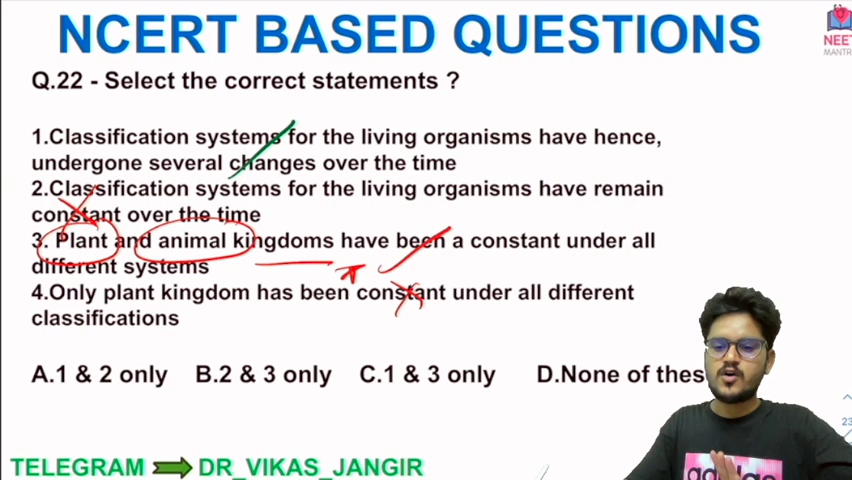 NCERT BASED QUESTIONS
NEET
MANTRA
Q.22 - Select the correct statements ?
1.Classification systems for the living organisms have hence,
undergone several changes over the time
2.Classification systems for the living organisms have remain
constant over the time
3. Plant and animal kingdoms have been a constant under all
different systems
4.Only plant kingdom has been constant under all different
classifications
A.1 & 2 only B.2 & 3 only C.1 & 3 only D.None of thes
23
TELEGRAM DR_VIKAS_JANGIR